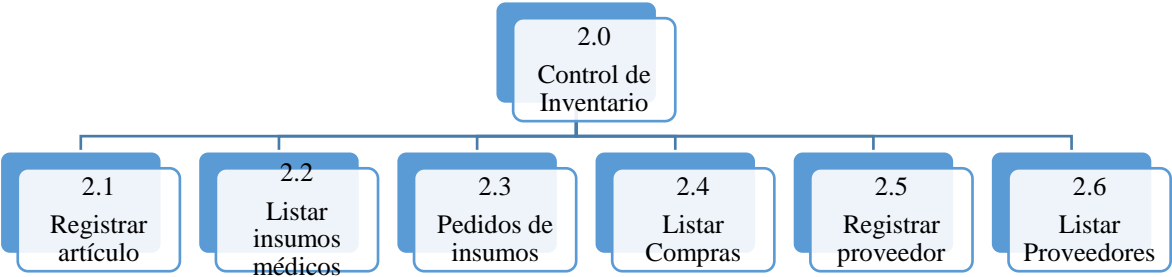 2.0
Control de
Inventario
2.1
Registrar
artículo
2.2
Listar
insumos
médicos
2.3
Pedidos de
insumos
2.4
Listar
Compras
2.5
Registrar
proveedor
2.6
Listar
Proveedores